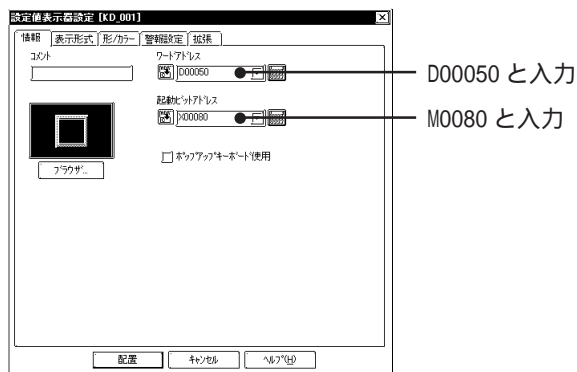 設定値表示器設定 [KD_001]
情報 表示形式 形/カラー 警報設定 拡張
コメント
ワードアドレス
D00050
D00050 と入力
起動ビットアドレス
X00080
M0080 と入力
ポップアップキーボード使用
ブラウザ...
配置 キャンセル ヘルプ(H)